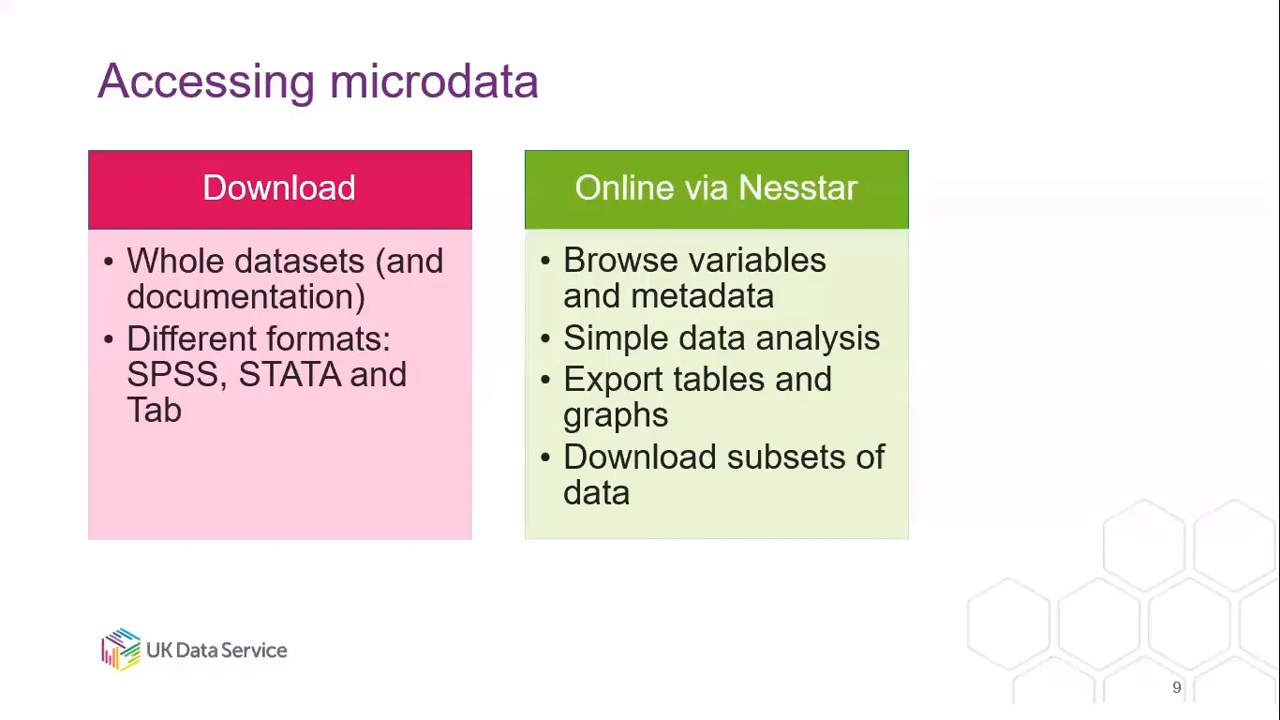 Accessing microdata
Download
• Whole datasets (and
documentation)
• Different formats:
SPSS, STATA and
Tab
Online via Nesstar
• Browse variables
and metadata
• Simple data analysis
• Export tables and
graphs
• Download subsets of
data
UK Data Service
9